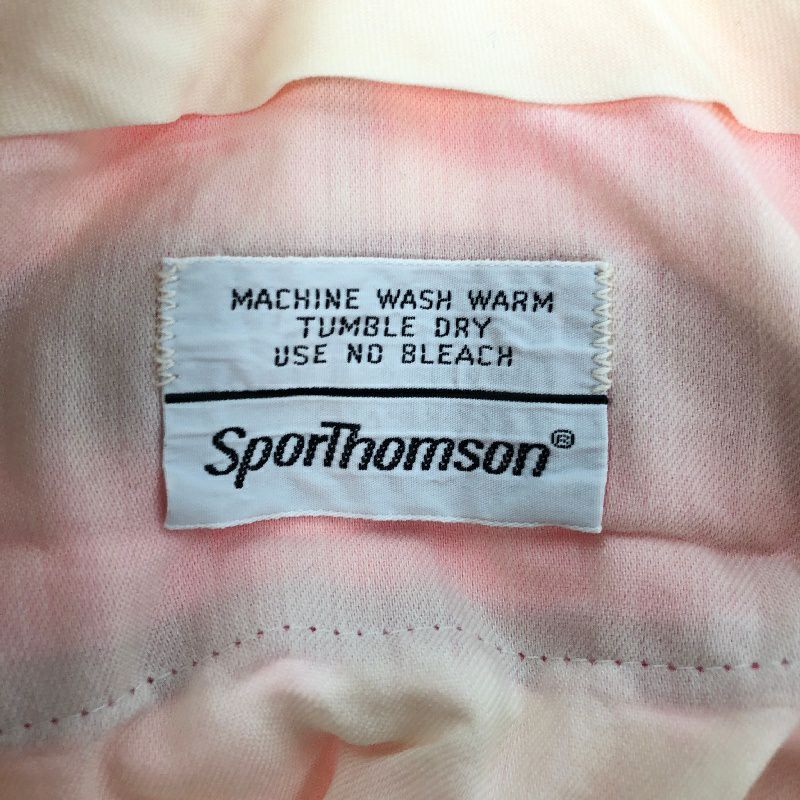 MACHINE WASH WARM
TUMBLE DRY
USE NO BLEACH
SporThomson®